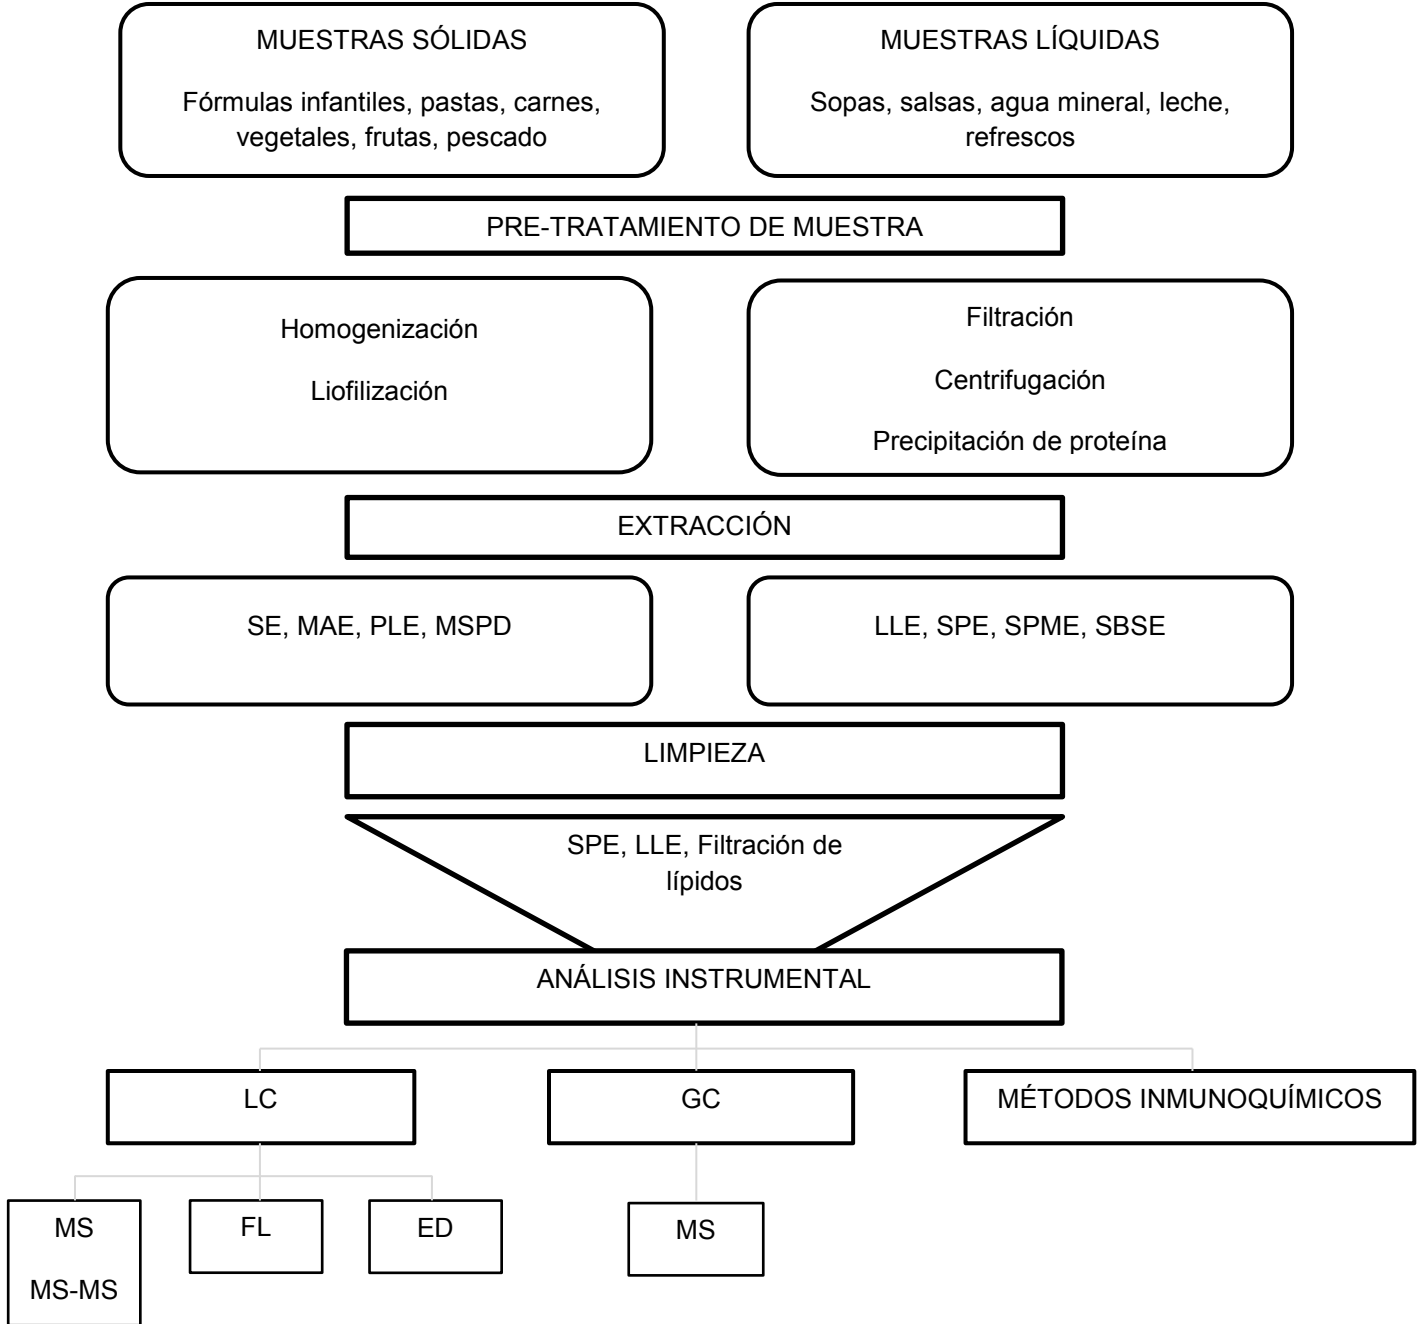 MUESTRAS SÓLIDAS
Fórmulas infantiles, pastas, carnes,
vegetales, frutas, pescado
MUESTRAS LÍQUIDAS
Sopas, salsas, agua mineral, leche,
refrescos
PRE-TRATAMIENTO DE MUESTRA
Homogenización
Liofilización
Filtración
Centrifugación
Precipitación de proteína
EXTRACCIÓN
SE, MAE, PLE, MSPD
LLE, SPE, SPME, SBSE
LIMPIEZA
SPE, LLE, Filtración de
lípidos
ANÁLISIS INSTRUMENTAL
LC
GC
MÉTODOS INMUNOQUÍMICOS
MS
MS-MS
FL
ED
MS